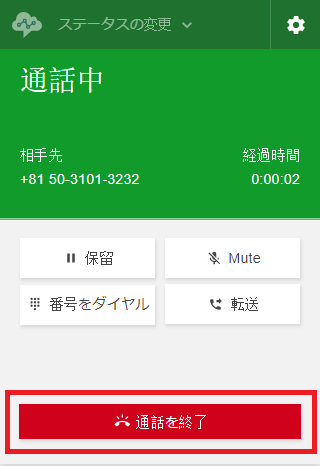 ステータスの変更
通話中
相手先 経過時間
+81 50-3101-3232 0:00:02
保留 Mute
番号をダイヤル 転送
通話を終了